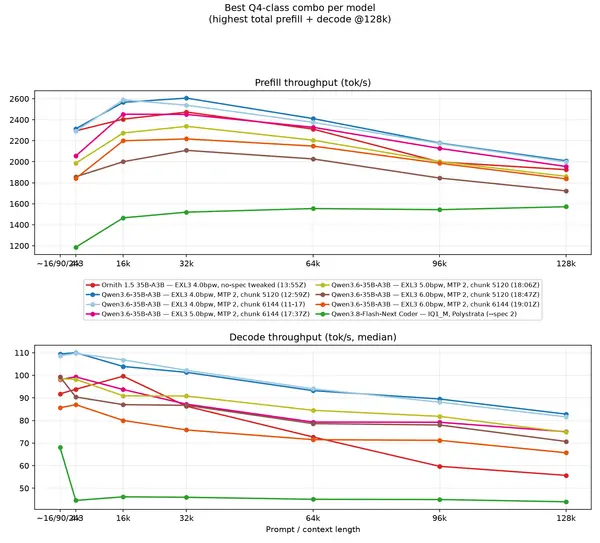 Best Q4-class combo per model
(highest total prefill + decode @128k)
Prefill throughput (tok/s)
2600
2400
2200
2000
1800
1600
1400
1200
16k
32k
64k
96k
128k
Ornith 1.5 35B-A3B — EXL3 4.0bpw, no-spec tweaked (13:55Z)
Qwen3.6-35B-A3B — EXL3 4.0bpw, MTP 2, chunk 5120 (12:59Z)
Qwen3.6-35B-A3B — EXL3 4.0bpw, MTP 2, chunk 6144 (11-17)
Qwen3.6-35B-A3B — EXL3 5.0bpw, MTP 2, chunk 6144 (17:37Z)
Qwen3.6-35B-A3B — EXL3 5.0bpw, MTP 2, chunk 5120 (18:06Z)
Qwen3.6-35B-A3B — EXL3 6.0bpw, MTP 2, chunk 5120 (18:47Z)
Qwen3.6-35B-A3B — EXL3 6.0bpw, MTP 2, chunk 6144 (19:01Z)
Qwen3.8-Flash-Next Coder — IQ1_M, Polystrata (--spec 2)
Decode throughput (tok/s, median)
110
100
90
80
70
60
50
16k
32k
64k
96k
128k
Prompt / context length